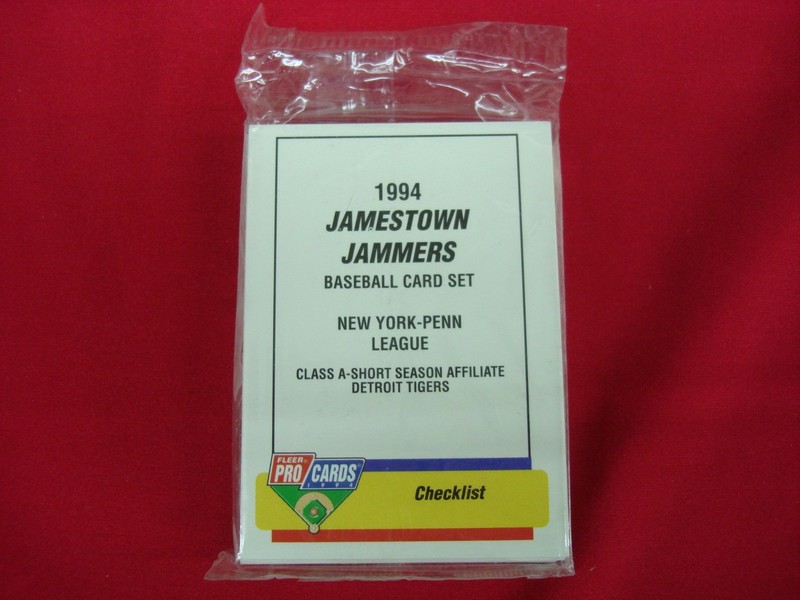 1994
JAMESTOWN
JAMMERS
BASEBALL CARD SET
NEW YORK-PENN
LEAGUE
CLASS A-SHORT SEASON AFFILIATE
DETROIT TIGERS
FLEER
PRO CARDS
1994
Checklist